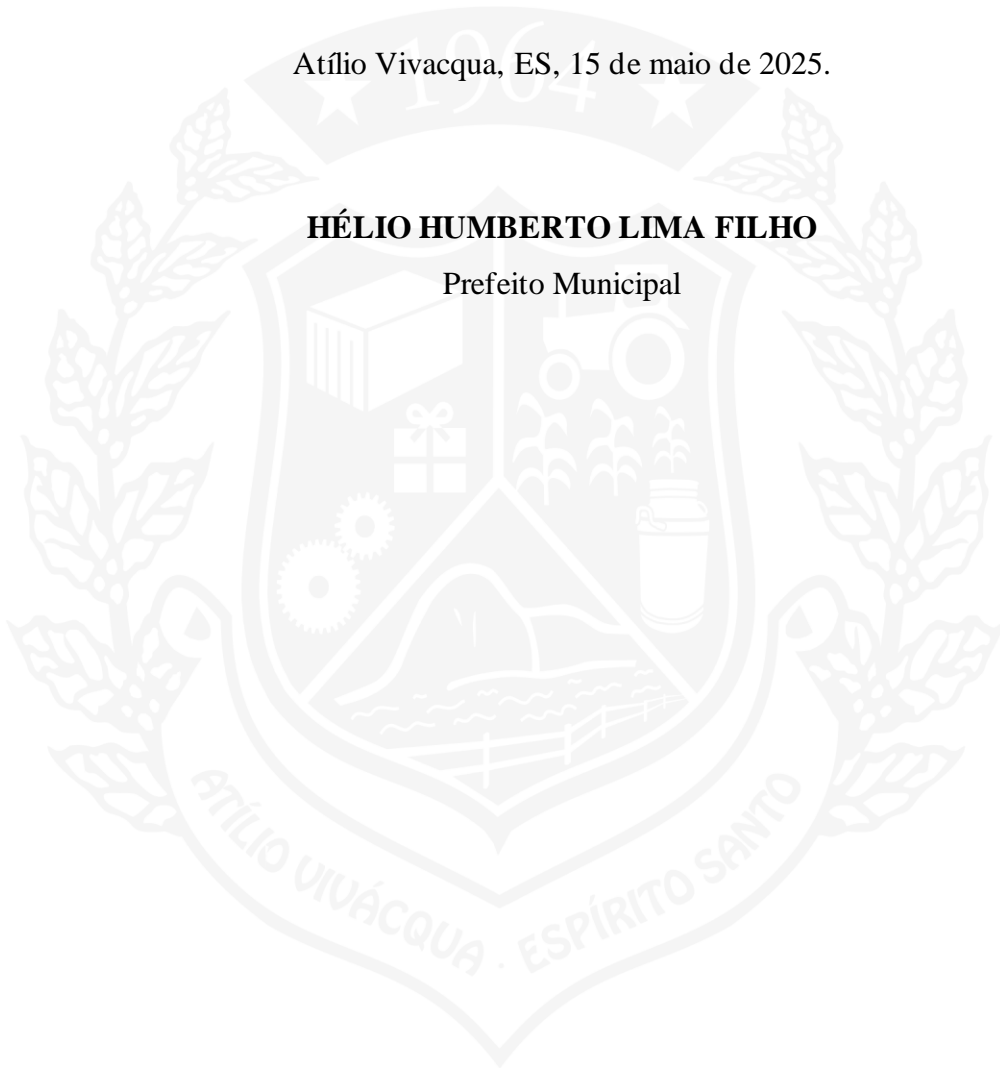 1964
Atílio Vivacqua, ES, 15 de maio de 2025.
HÉLIO HUMBERTO LIMA FILHO
Prefeito Municipal
ATÍLIO VIVÁCQUA . ESPÍRITO SANTO